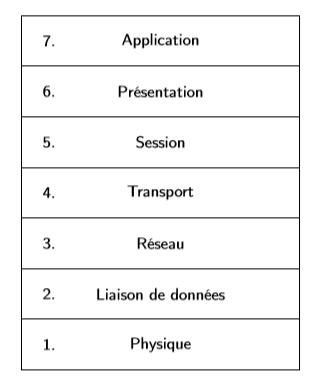 7. Application
6. Présentation
5. Session
4. Transport
3. Réseau
2. Liaison de données
1. Physique